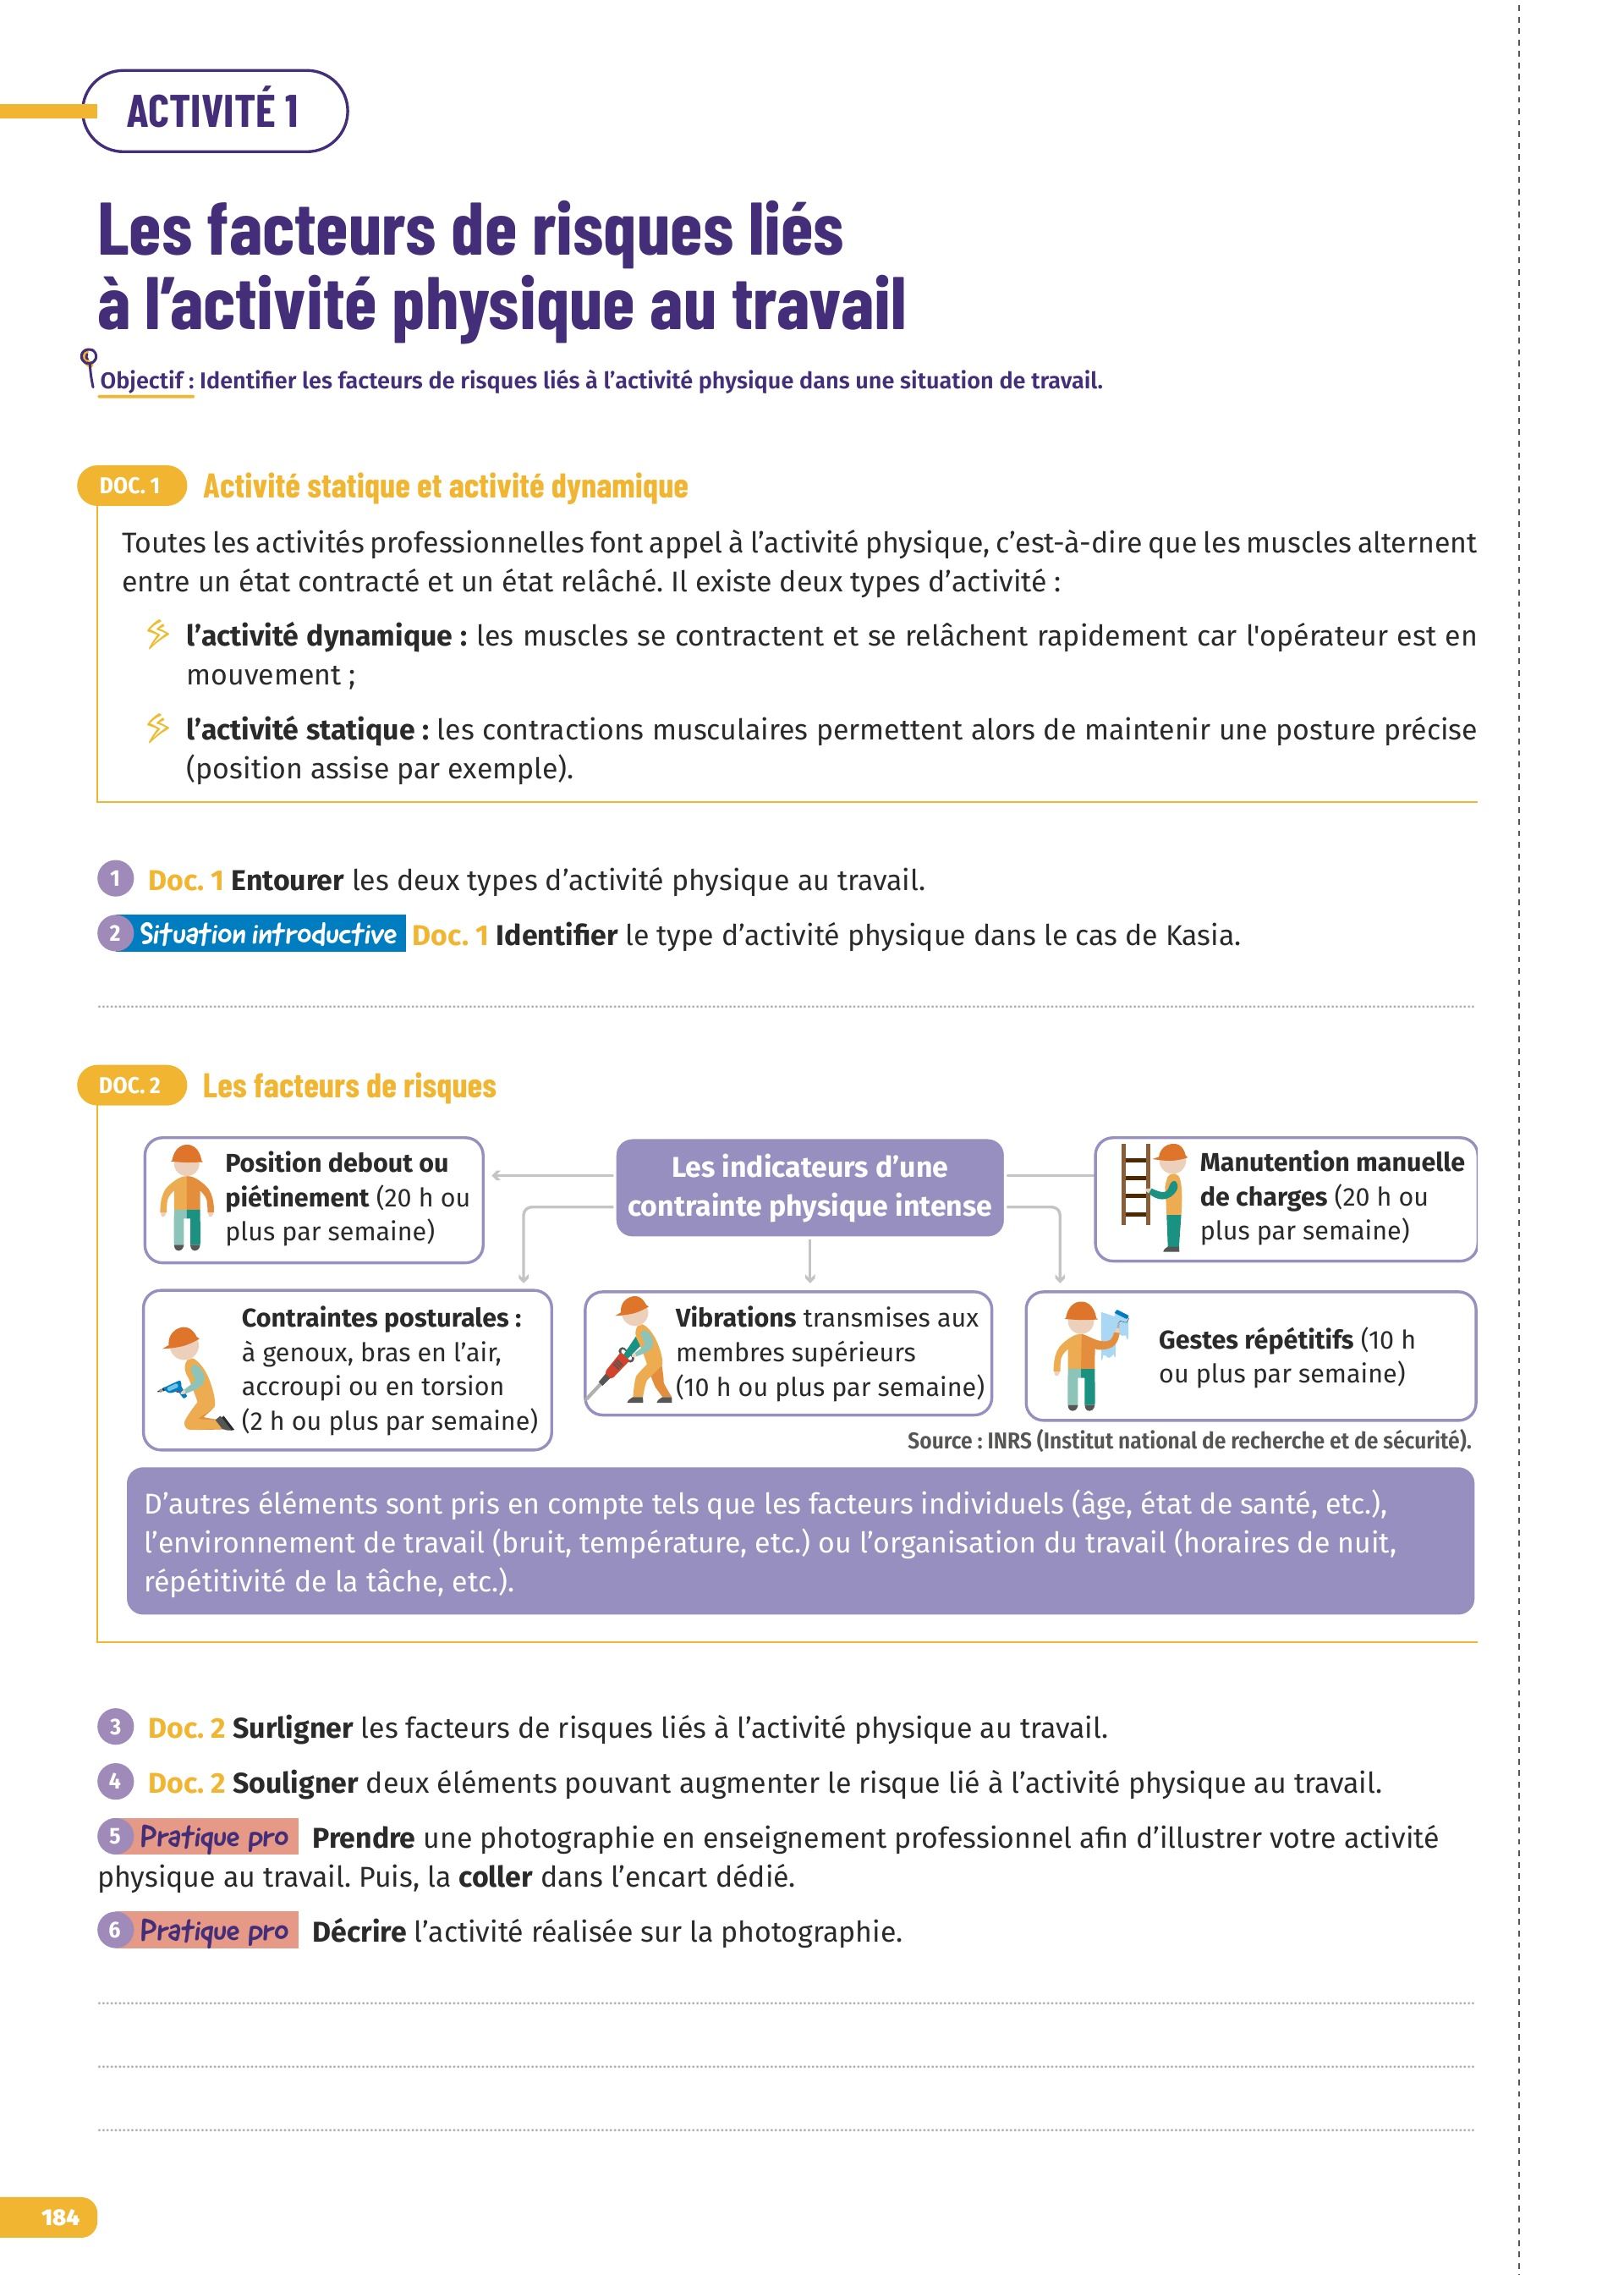 ACTIVITÉ 1
Les facteurs de risques liés
à l’activité physique au travail
Objectif : Identifier les facteurs de risques liés à l’activité physique dans une situation de travail.
DOC. 1 Activité statique et activité dynamique
Toutes les activités professionnelles font appel à l’activité physique, c’est-à-dire que les muscles alternent
entre un état contracté et un état relâché. Il existe deux types d’activité :
l’activité dynamique : les muscles se contractent et se relâchent rapidement car l'opérateur est en
mouvement ;
l’activité statique : les contractions musculaires permettent alors de maintenir une posture précise
(position assise par exemple).
1 Doc. 1 Entourer les deux types d’activité physique au travail.
2 Situation introductive Doc. 1 Identifier le type d’activité physique dans le cas de Kasia.
DOC. 2 Les facteurs de risques
Position debout ou
piétinement (20 h ou
plus par semaine)
Les indicateurs d’une
contrainte physique intense
Manutention manuelle
de charges (20 h ou
plus par semaine)
Contraintes posturales :
à genoux, bras en l’air,
accroupi ou en torsion
(2 h ou plus par semaine)
Vibrations transmises aux
membres supérieurs
(10 h ou plus par semaine)
Gestes répétitifs (10 h
ou plus par semaine)
Source : INRS (Institut national de recherche et de sécurité).
D’autres éléments sont pris en compte tels que les facteurs individuels (âge, état de santé, etc.),
l’environnement de travail (bruit, température, etc.) ou l’organisation du travail (horaires de nuit,
répétitivité de la tâche, etc.).
3 Doc. 2 Surligner les facteurs de risques liés à l’activité physique au travail.
4 Doc. 2 Souligner deux éléments pouvant augmenter le risque lié à l’activité physique au travail.
5 Pratique pro Prendre une photographie en enseignement professionnel afin d’illustrer votre activité
physique au travail. Puis, la coller dans l’encart dédié.
6 Pratique pro Décrire l’activité réalisée sur la photographie.
184